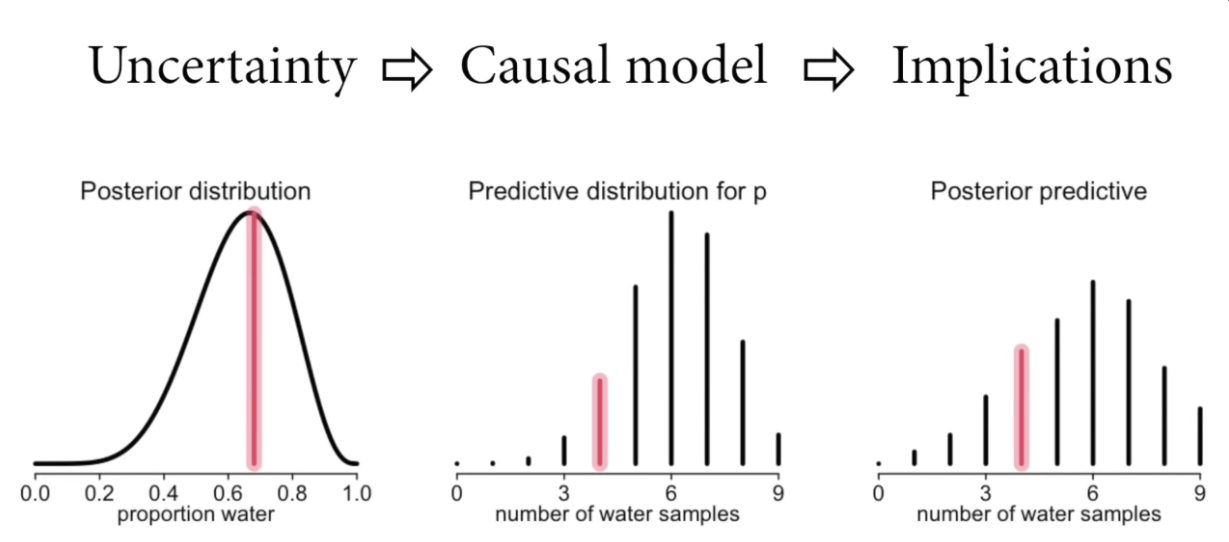 Uncertainty ⇨ Causal model ⇨ Implications
Posterior distribution
0.0 0.2 0.4 0.6 0.8 1.0
proportion water
Predictive distribution for p
0 3 6 9
number of water samples
Posterior predictive
0 3 6 9
number of water samples